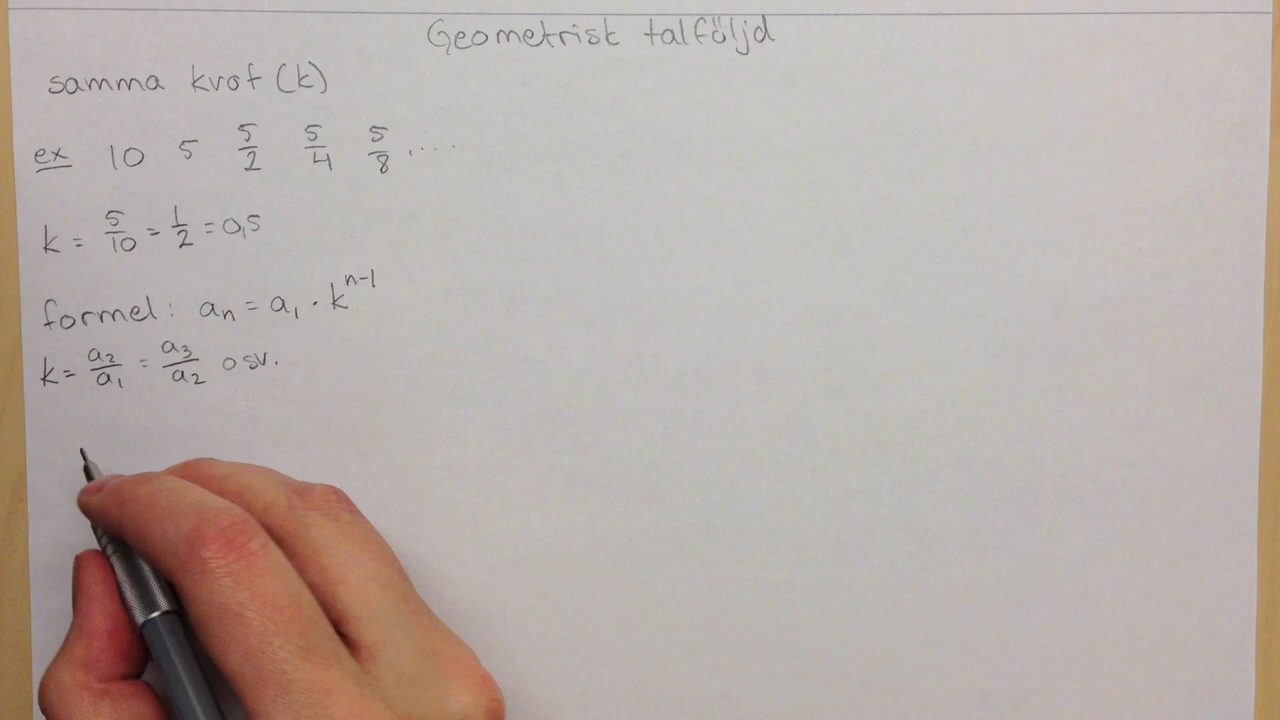 Geometrisk talföljd
samma kvot (k)
ex 10 5 5/2 5/4 5/8 ....
k = 5/10 = 1/2 = 0,5
formel: aₙ = a₁ · kⁿ⁻¹
k = a₂/a₁ = a₃/a₂ osv.